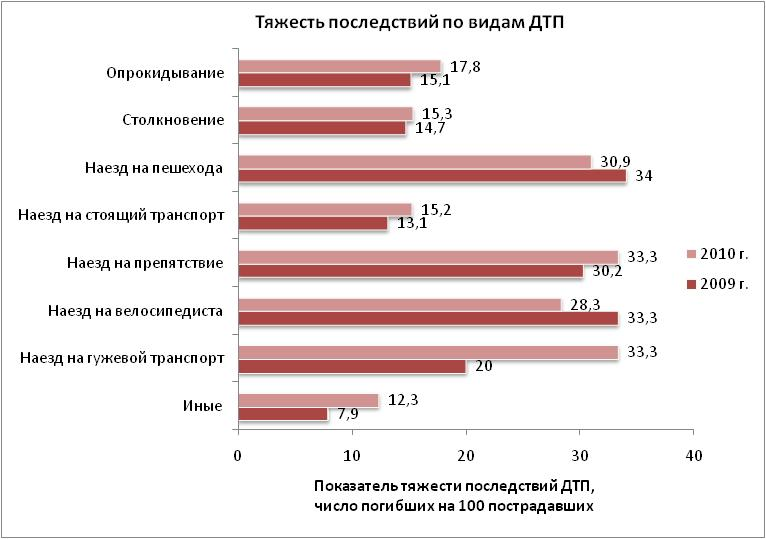 Тяжесть последствий по видам ДТП
Опрокидывание
17,8
15,1
Столкновение
15,3
14,7
Наезд на пешехода
30,9
34
Наезд на стоящий транспорт
15,2
13,1
Наезд на препятствие
33,3
30,2
Наезд на велосипедиста
28,3
33,3
Наезд на гужевой транспорт
33,3
20
Иные
12,3
7,9
2010 г.
2009 г.
0 10 20 30 40
Показатель тяжести последствий ДТП,
число погибших на 100 пострадавших